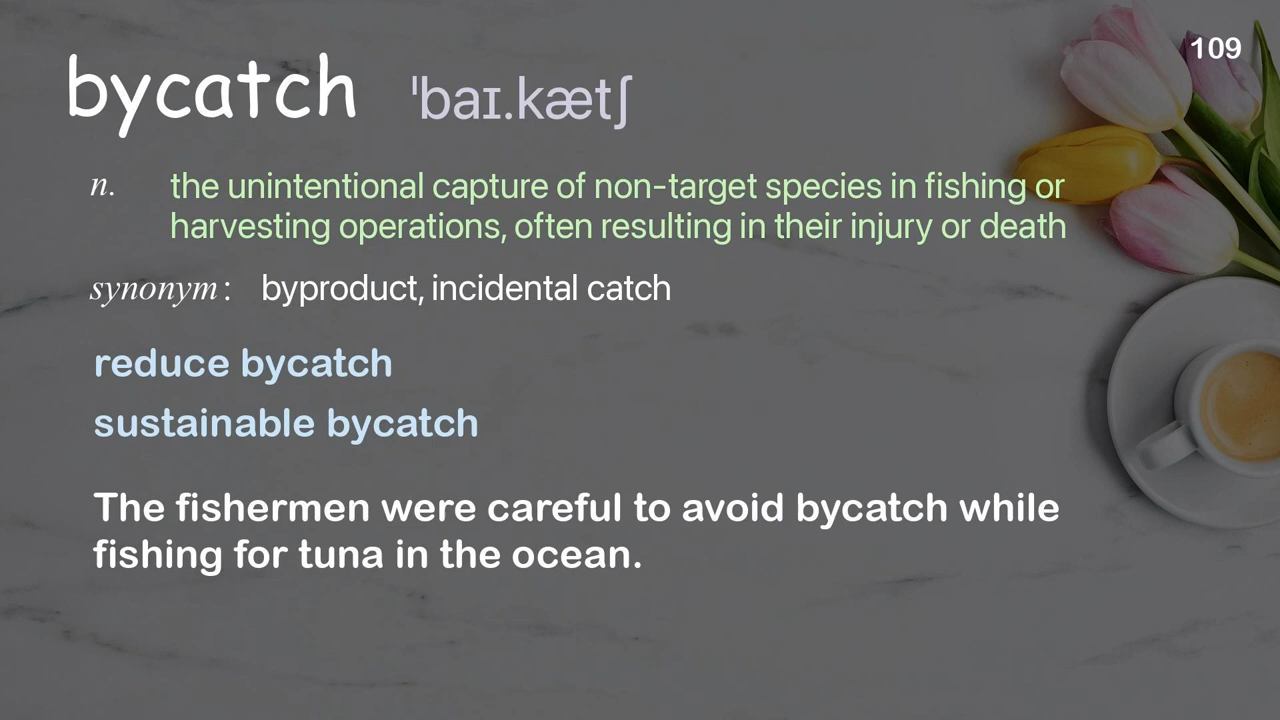 109
bycatch ˈbaɪ.kætʃ
n. the unintentional capture of non-target species in fishing or
harvesting operations, often resulting in their injury or death
synonym: byproduct, incidental catch
reduce bycatch
sustainable bycatch
The fishermen were careful to avoid bycatch while
fishing for tuna in the ocean.